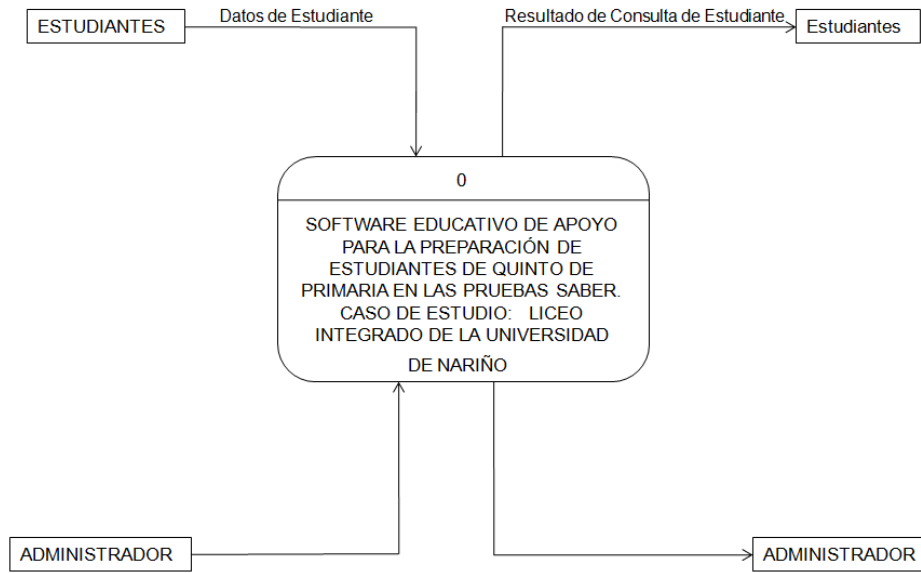 Datos de Estudiante
Resultado de Consulta de Estudiante
ESTUDIANTES
Estudiantes
0
SOFTWARE EDUCATIVO DE APOYO
PARA LA PREPARACIÓN DE
ESTUDIANTES DE QUINTO DE
PRIMARIA EN LAS PRUEBAS SABER.
CASO DE ESTUDIO: LICEO
INTEGRADO DE LA UNIVERSIDAD
DE NARIÑO
ADMINISTRADOR
ADMINISTRADOR